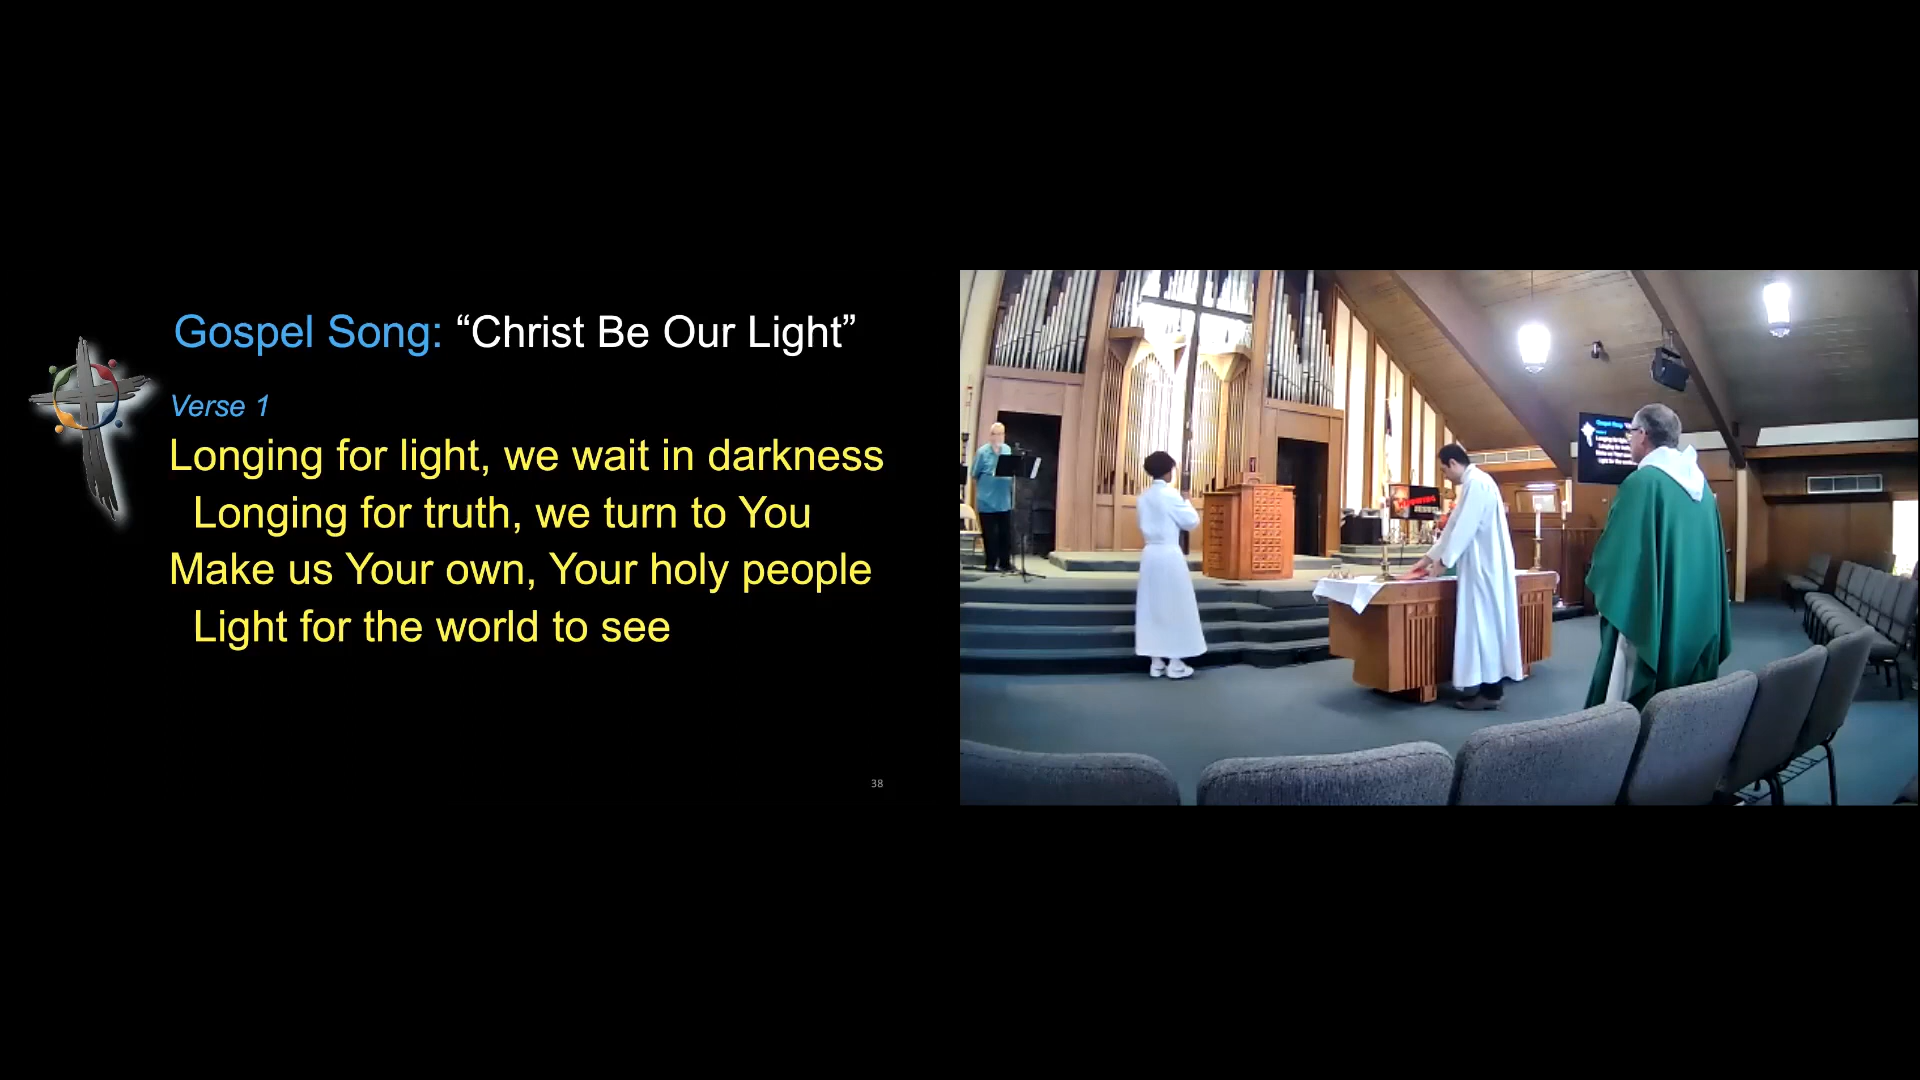 Gospel Song: “Christ Be Our Light”
Verse 1
Longing for light, we wait in darkness
Longing for truth, we turn to You
Make us Your own, Your holy people
Light for the world to see
38